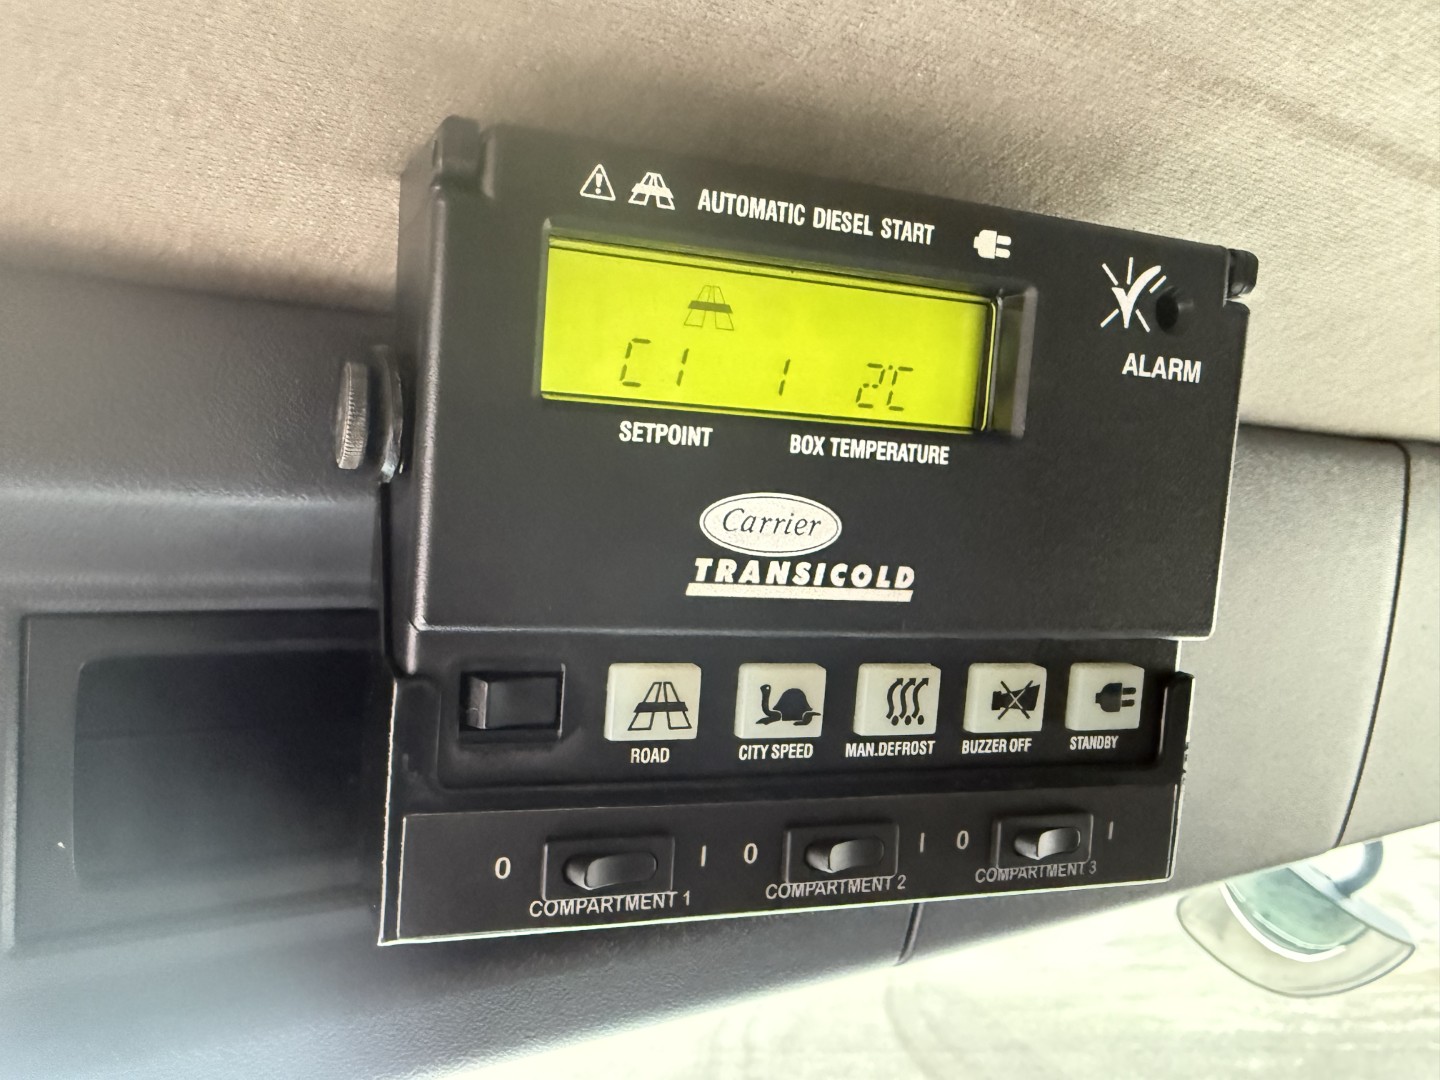 AUTOMATIC DIESEL START
C1 1 2C
SETPOINT BOX TEMPERATURE
ALARM
Carrier
TRANSICOLD
ROAD CITY SPEED MAN.DEFROST BUZZER OFF STANDBY
0 I 0 I 0 I
COMPARTMENT 1 COMPARTMENT 2 COMPARTMENT 3